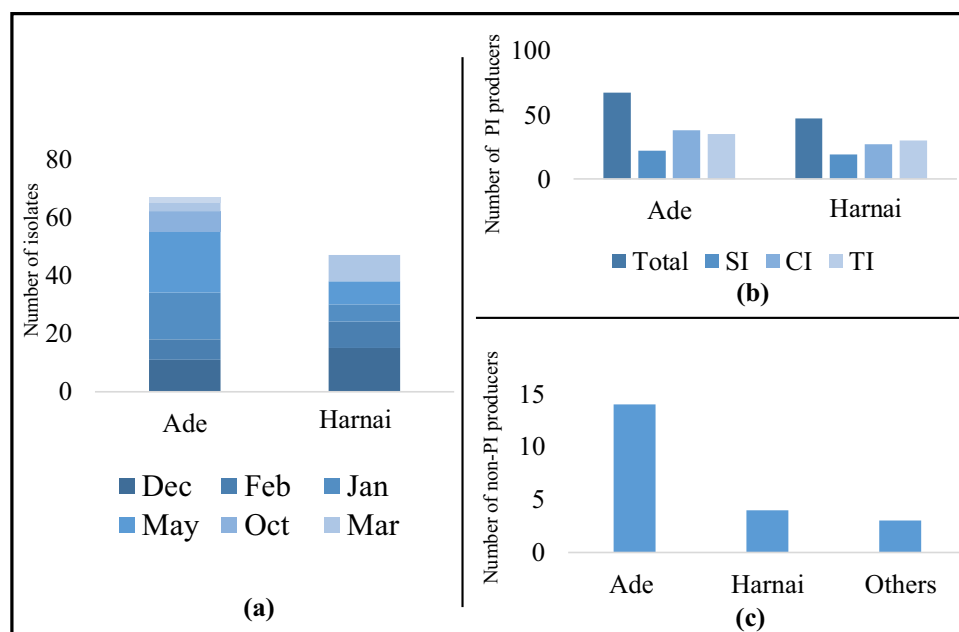 80
60
40
20
0
Number of isolates
Ade Harnai
Dec Feb Jan
May Oct Mar
(a)
100
50
0
Number of PI producers
Ade Harnai
Total SI CI TI
(b)
15
10
5
0
Number of non-PI producers
Ade Harnai Others
(c)